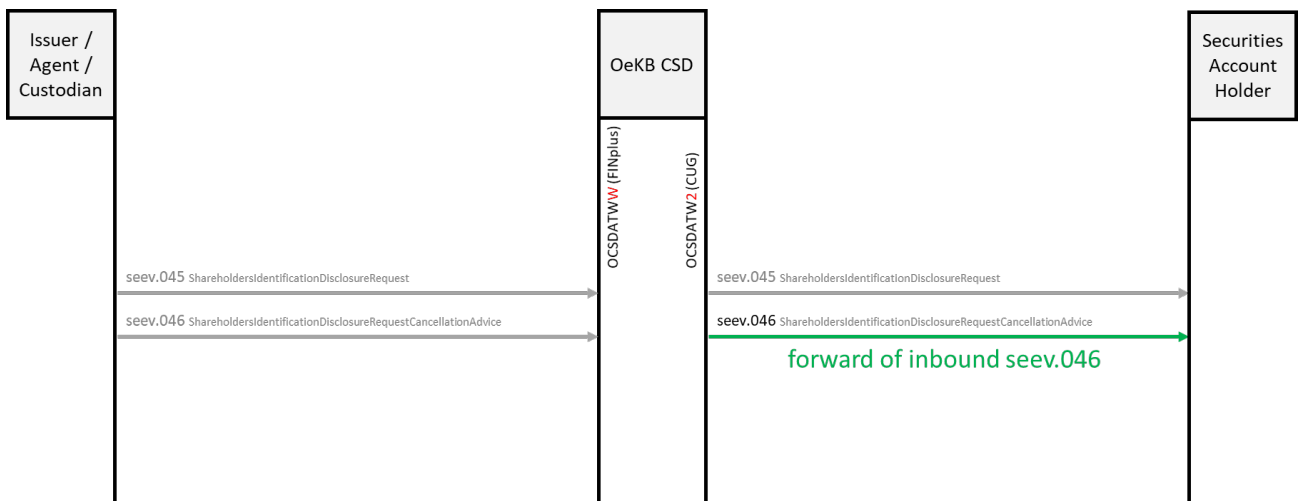 Issuer /
Agent /
Custodian
OeKB CSD
Securities
Account
Holder
OCSDATWW (FINplus)
OCSDATW2 (CUG)
seev.045 ShareholdersIdentificationDisclosureRequest
seev.045 ShareholdersIdentificationDisclosureRequest
seev.046 ShareholdersIdentificationDisclosureRequestCancellationAdvice
seev.046 ShareholdersIdentificationDisclosureRequestCancellationAdvice
forward of inbound seev.046